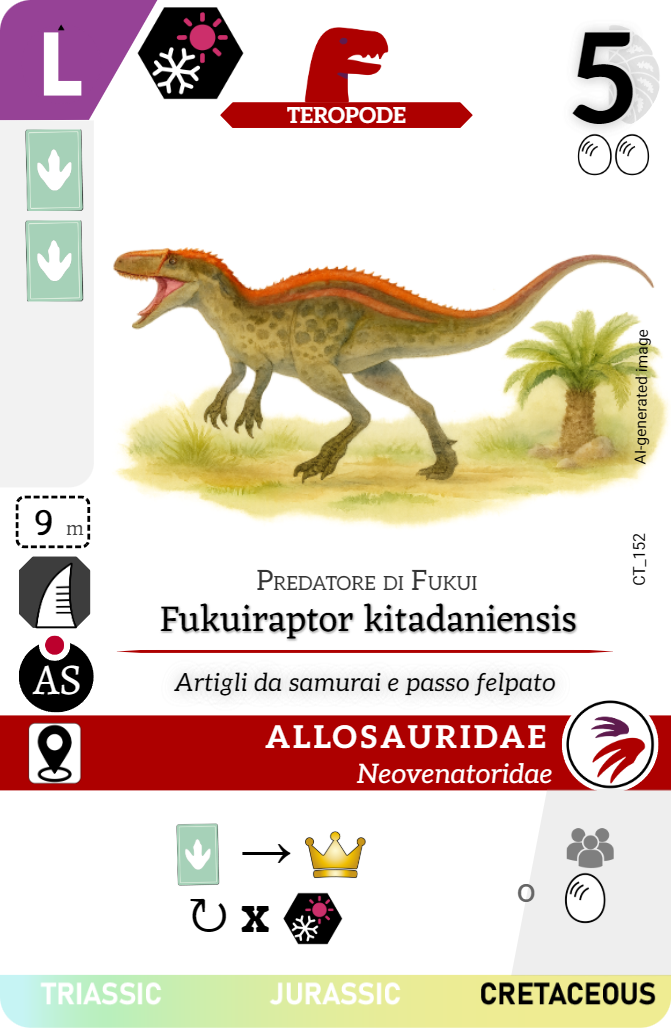 L
TEROPODE
5
AI-generated image
9 m
CT_152
PREDATORE DI FUKUI
Fukuiraptor kitadaniensis
AS
Artigli da samurai e passo felpato
ALLOSAURIDAE
Neovenatoridae
→
↻ x
O
TRIASSIC JURASSIC CRETACEOUS